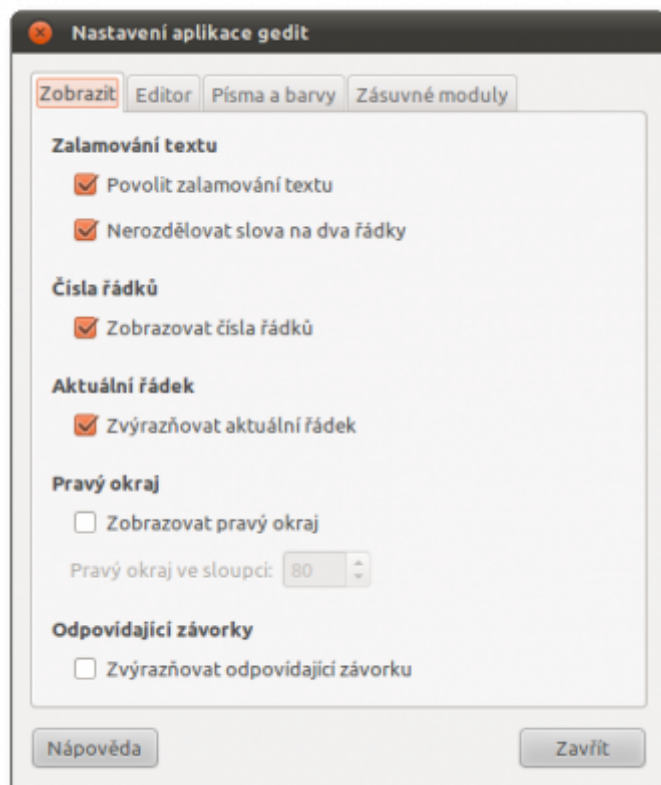 Nastavení aplikace gedit
Zobrazit Editor Písma a barvy Zásuvné moduly
Zalamování textu
Povolit zalamování textu
Nerozdělovat slova na dva řádky
Čísla řádků
Zobrazovat čísla řádků
Aktuální řádek
Zvýrazňovat aktuální řádek
Pravý okraj
Zobrazovat pravý okraj
Pravý okraj ve sloupci: 80
Odpovídající závorky
Zvýrazňovat odpovídající závorku
Nápověda Zavřít